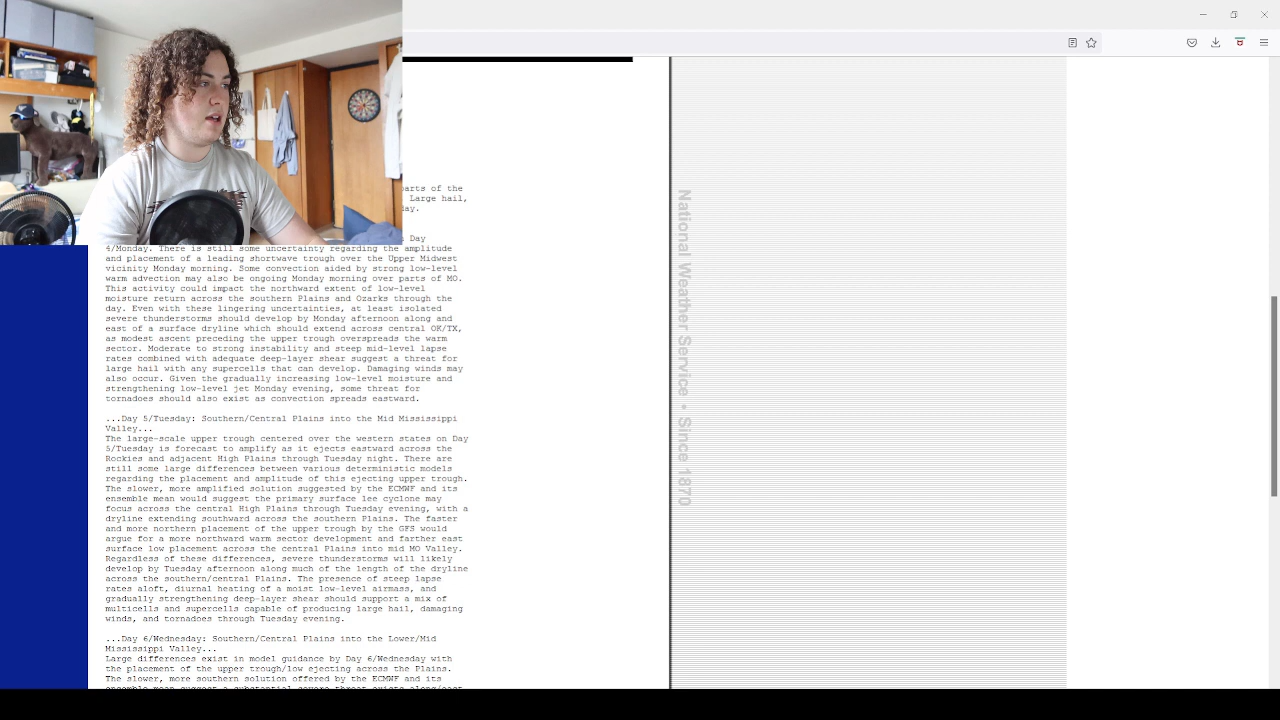 parts of the
Large hail,
Day
4/Monday. There is still some uncertainty regarding the amplitude
and placement of a leading shortwave trough over the Upper Midwest
vicinity Monday morning. Some convection aided by strong low-level
warm advection may also be ongoing Monday morning over parts of MO.
This activity could impact the northward extent of low-level
moisture return across the southern Plains and Ozarks through the
day. Even with these lingering uncertainties, at least isolated
severe thunderstorms should develop by Monday afternoon along and
east of a surface dryline which should extend across central OK/TX,
as modest ascent preceding the upper trough overspreads the warm
sector. Moderate to strong instability and steep mid-level lapse
rates combined with adequate deep-layer shear suggest a threat for
large hail with any supercells that can develop. Damaging winds may
also occur. Given the gradually increasing low-level moisture and
strengthening low-level jet Monday evening, some threat for
tornadoes should also exist as convection spreads eastward.
...Day 5/Tuesday: Southern/Central Plains into the Mid Mississippi
Valley...
The large-scale upper trough centered over the western states on Day
5/Tuesday is forecast to amplify as it ejects eastward across the
Rockies and adjacent High Plains through Tuesday night. There are
still some large differences between various deterministic models
regarding the placement and amplitude of this ejecting upper trough.
The slower, more amplified solution suggested by the ECMWF and its
ensemble mean would suggest the primary surface lee cyclone may
focus across the central High Plains through Tuesday evening, with a
dryline extending southward across the southern Plains. The faster
and more northern placement of the upper trough by the GFS would
argue for a more northward warm sector development and farther east
surface low placement across the central Plains into mid MO Valley.
Regardless of these differences, severe thunderstorms will likely
develop by Tuesday afternoon along much of the length of the dryline
across the southern/central Plains. The presence of steep lapse
rates aloft, diurnal heating of a moist low-level airmass, and
gradually strengthening deep-layer shear should support a mix of
multicells and supercells capable of producing large hail, damaging
winds, and tornadoes through Tuesday evening.
...Day 6/Wednesday: Southern/Central Plains into the Lower/Mid
Mississippi Valley...
Large differences exist in model guidance by Day 6/Wednesday with
the placement of the upper trough/low ejecting across the Plains.
The slower, more southern solution offered by the ECMWF and its
ensemble mean suggest a substantial severe threat exists along/east
National Weather Service • Since 1870